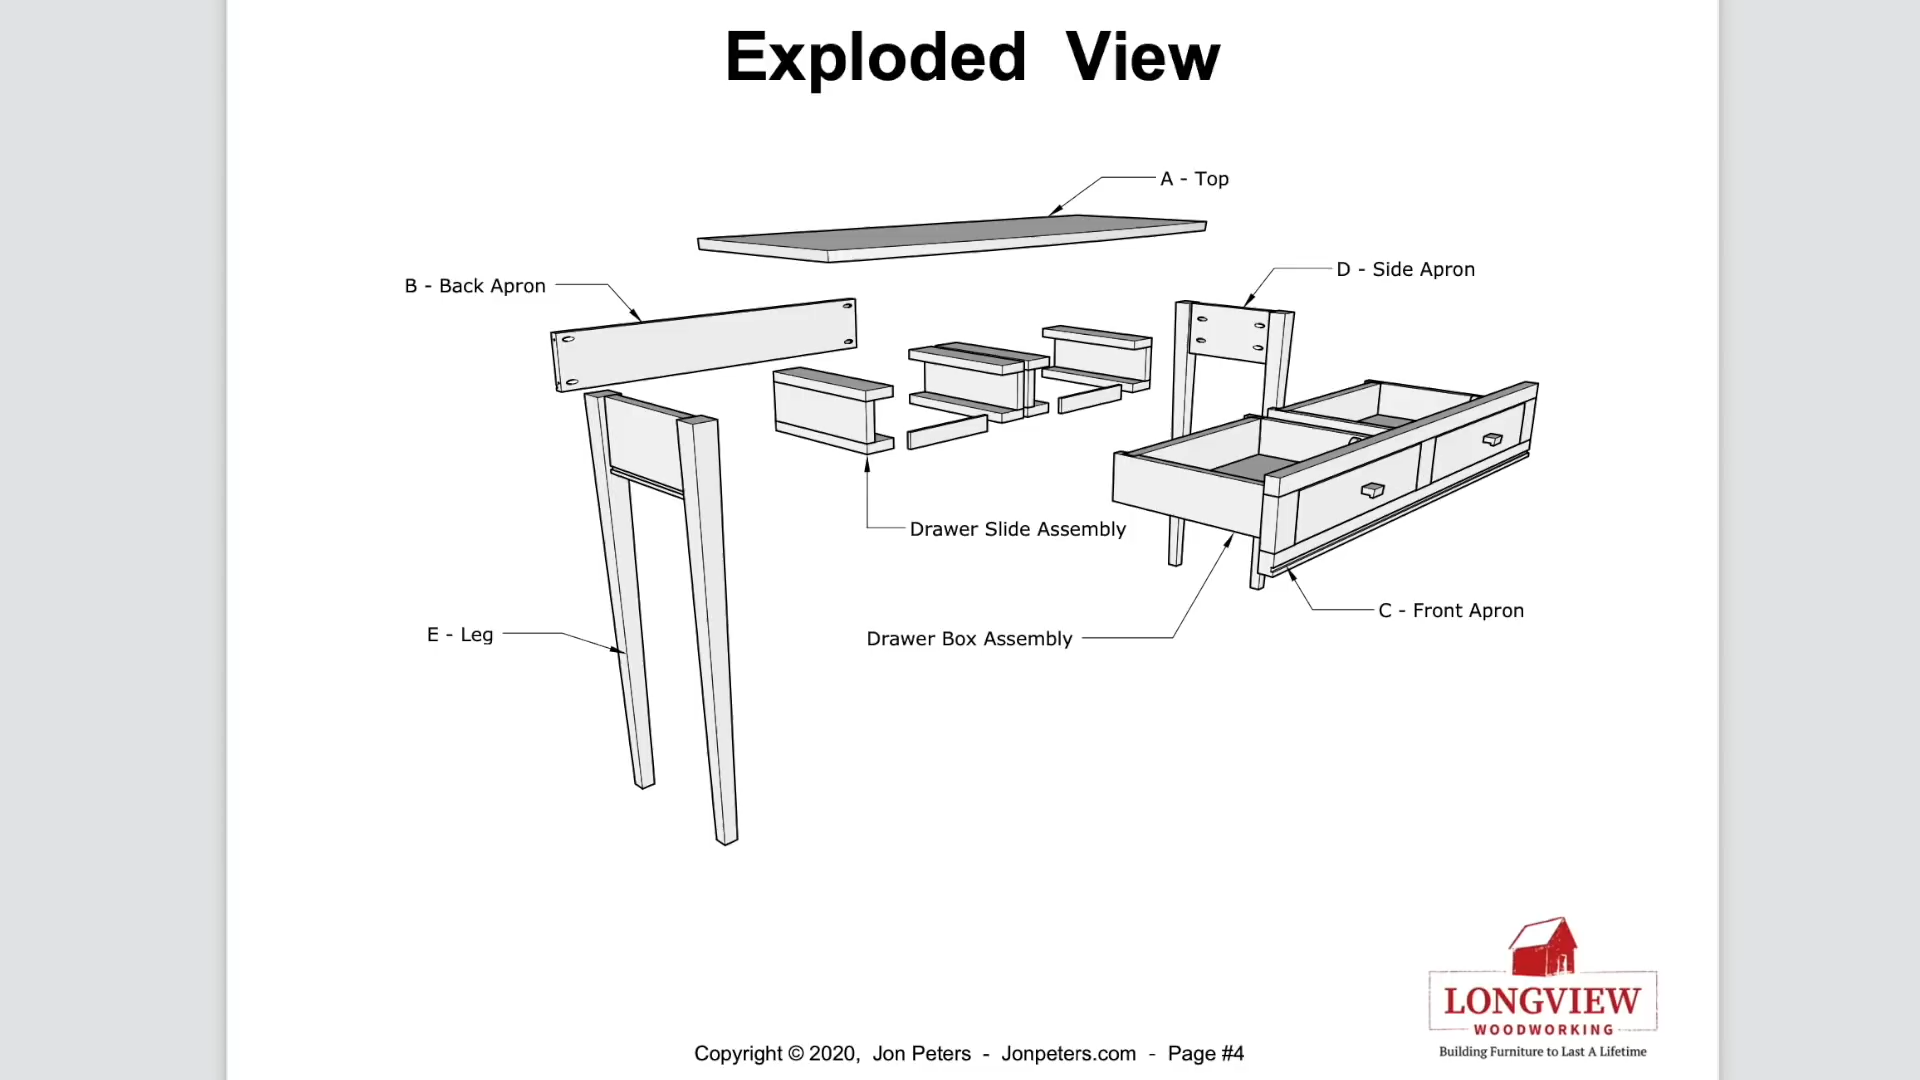 Exploded View
A - Top
D - Side Apron
B - Back Apron
Drawer Slide Assembly
C - Front Apron
E - Leg
Drawer Box Assembly
LONGVIEW
WOODWORKING
Building Furniture to Last A Lifetime
Copyright © 2020, Jon Peters - Jonpeters.com - Page #4